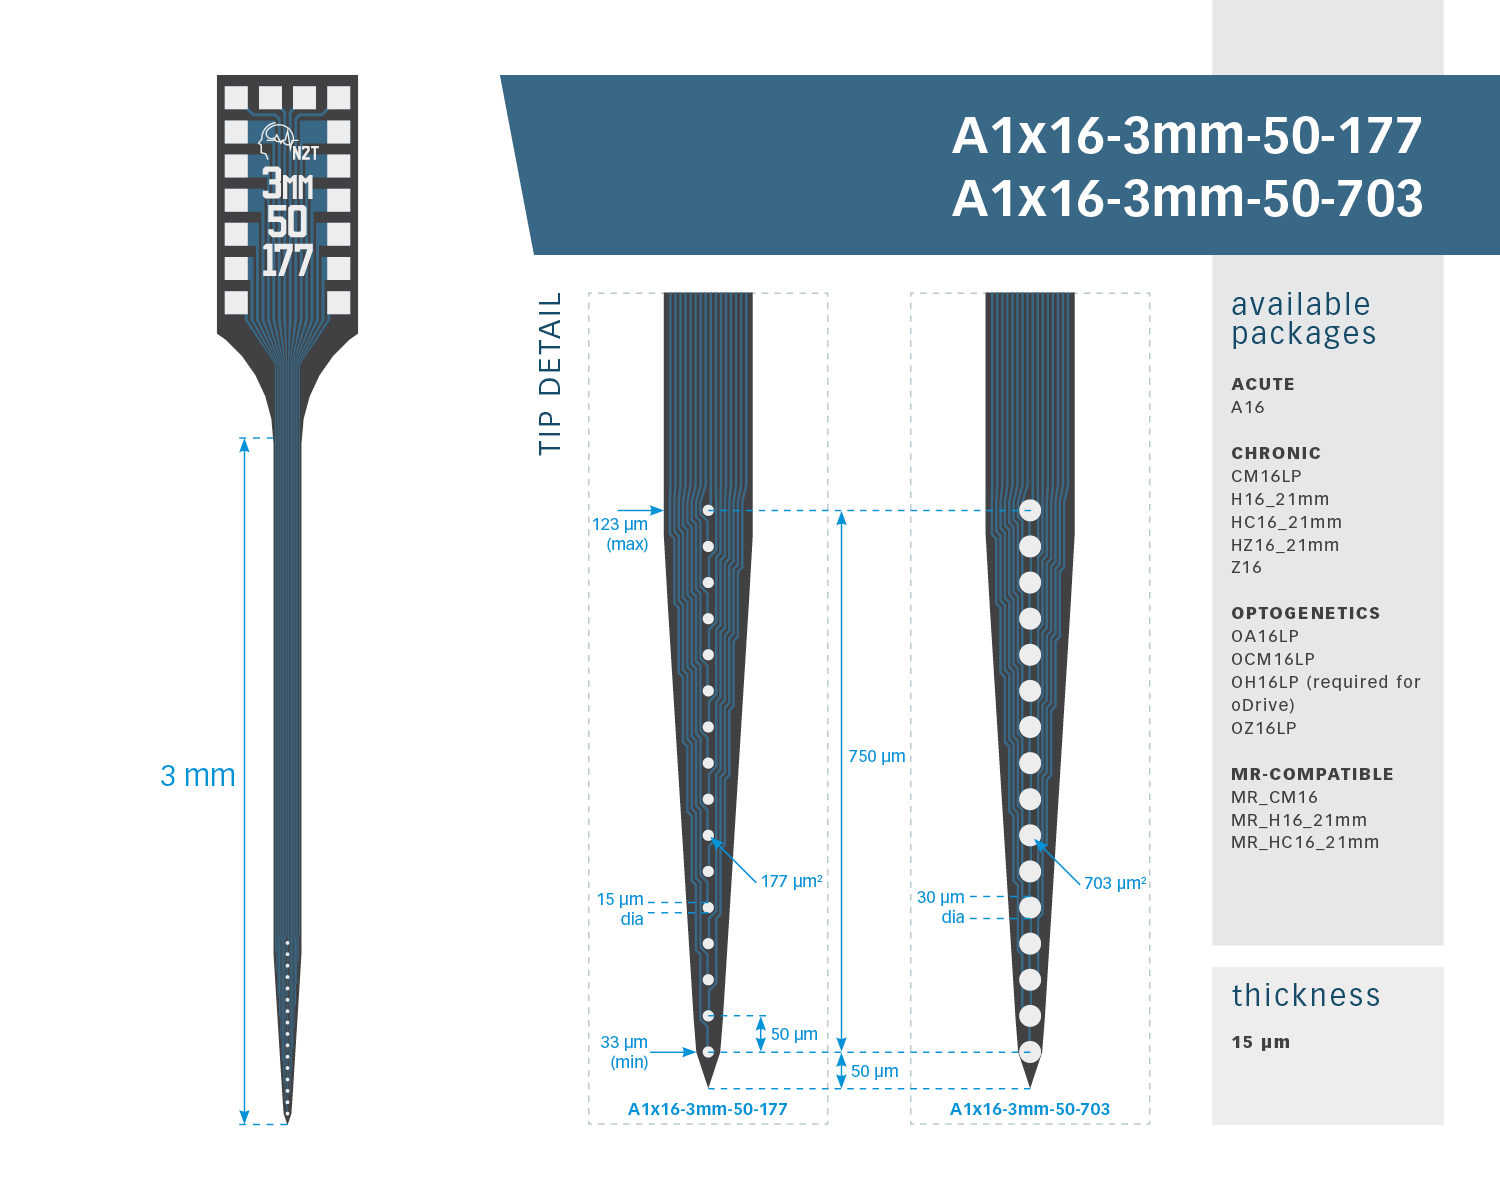 A1x16-3mm-50-177
A1x16-3mm-50-703
N2T
3MM
50
177
3 mm
TIP DETAIL
123 µm
(max)
750 µm
177 µm²
15 µm
dia
703 µm²
30 µm
dia
50 µm
33 µm
(min)
50 µm
A1x16-3mm-50-177
A1x16-3mm-50-703
available
packages
ACUTE
A16
CHRONIC
CM16LP
H16_21mm
HC16_21mm
HZ16_21mm
Z16
OPTOGENETICS
OA16LP
OCM16LP
OH16LP (required for
oDrive)
OZ16LP
MR-COMPATIBLE
MR_CM16
MR_H16_21mm
MR_HC16_21mm
thickness
15 µm